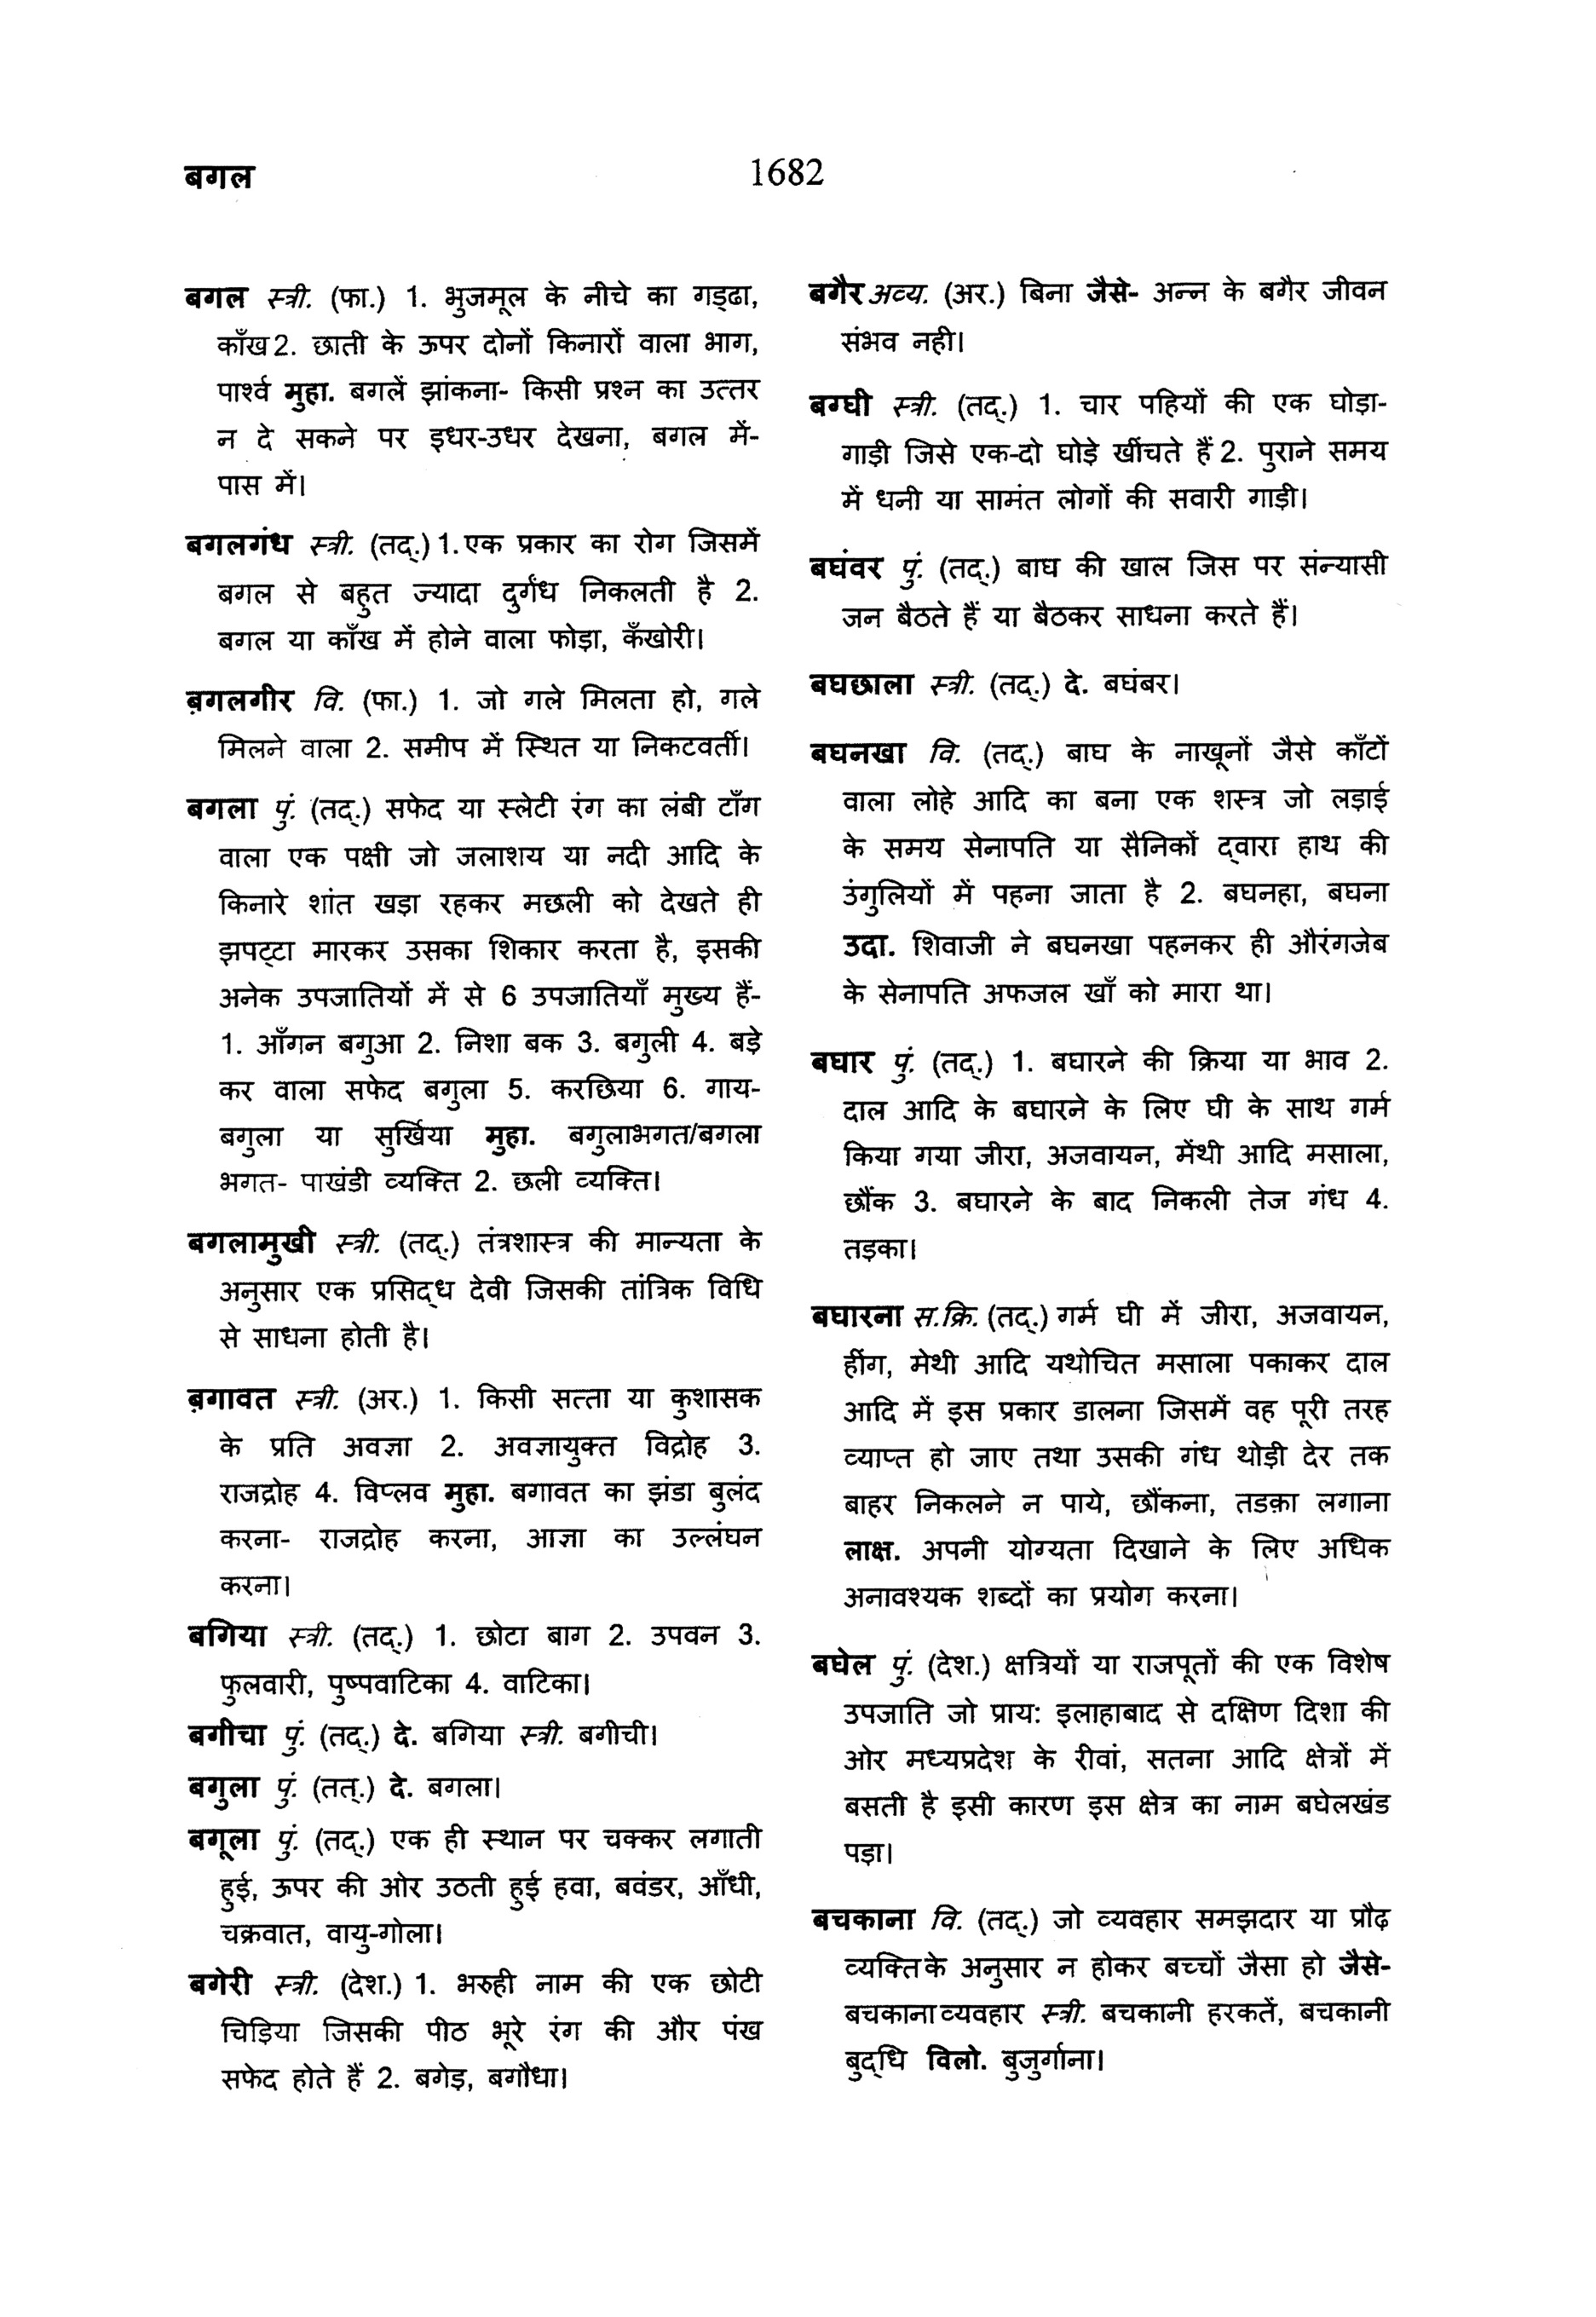 बगल
1682
बगल स्त्री. (फा.) 1. भुजमूल के नीचे का गड्ढा,
काँख 2. छाती के ऊपर दोनों किनारों वाला भाग,
पार्श्व मुहा. बगलें झांकना- किसी प्रश्न का उत्तर
न दे सकने पर इधर-उधर देखना, बगल में-
पास में।
बगलगंध स्त्री. (तद्.) 1. एक प्रकार का रोग जिसमें
बगल से बहुत ज्यादा दुर्गंध निकलती है 2.
बगल या काँख में होने वाला फोड़ा, कँखोरी।
बग़लगीर वि. (फा.) 1. जो गले मिलता हो, गले
मिलने वाला 2. समीप में स्थित या निकटवर्ती।
बगला पुं. (तद्.) सफेद या स्लेटी रंग का लंबी टाँग
वाला एक पक्षी जो जलाशय या नदी आदि के
किनारे शांत खड़ा रहकर मछली को देखते ही
झपट्टा मारकर उसका शिकार करता है, इसकी
अनेक उपजातियों में से 6 उपजातियाँ मुख्य हैं-
1. आँगन बगुआ 2. निशा बक 3. बगुली 4. बड़े
कर वाला सफेद बगुला 5. करछिया 6. गाय-
बगुला या सुर्खिया मुहा. बगुलाभगत/बगला
भगत- पाखंडी व्यक्ति 2. छली व्यक्ति।
बगलामुखी स्त्री. (तद्.) तंत्रशास्त्र की मान्यता के
अनुसार एक प्रसिद्ध देवी जिसकी तांत्रिक विधि
से साधना होती है।
बग़ावत स्त्री. (अर.) 1. किसी सत्ता या कुशासक
के प्रति अवज्ञा 2. अवज्ञायुक्त विद्रोह 3.
राजद्रोह 4. विप्लव मुहा. बगावत का झंडा बुलंद
करना- राजद्रोह करना, आज्ञा का उल्लंघन
करना।
बगिया स्त्री. (तद्.) 1. छोटा बाग 2. उपवन 3.
फुलवारी, पुष्पवाटिका 4. वाटिका।
बगीचा पुं. (तद्.) दे. बगिया स्त्री. बगीची।
बगुला पुं. (तत्.) दे. बगला।
बगूला पुं. (तद्.) एक ही स्थान पर चक्कर लगाती
हुई, ऊपर की ओर उठती हुई हवा, बवंडर, आँधी,
चक्रवात, वायु-गोला।
बगेरी स्त्री. (देश.) 1. भरुही नाम की एक छोटी
चिड़िया जिसकी पीठ भूरे रंग की और पंख
सफेद होते हैं 2. बगेड़, बगौधा।
बगैर अव्य. (अर.) बिना जैसे- अन्न के बगैर जीवन
संभव नही।
बग्घी स्त्री. (तद्.) 1. चार पहियों की एक घोड़ा-
गाड़ी जिसे एक-दो घोड़े खींचते हैं 2. पुराने समय
में धनी या सामंत लोगों की सवारी गाड़ी।
बघंवर पुं. (तद्.) बाघ की खाल जिस पर संन्यासी
जन बैठते हैं या बैठकर साधना करते हैं।
बघछाला स्त्री. (तद्.) दे. बघंबर।
बघनखा वि. (तद्.) बाघ के नाखूनों जैसे काँटों
वाला लोहे आदि का बना एक शस्त्र जो लड़ाई
के समय सेनापति या सैनिकों द्वारा हाथ की
उंगुलियों में पहना जाता है 2. बघनहा, बघना
उदा. शिवाजी ने बघनखा पहनकर ही औरंगजेब
के सेनापति अफजल खाँ को मारा था।
बघार पुं. (तद्.) 1. बघारने की क्रिया या भाव 2.
दाल आदि के बघारने के लिए घी के साथ गर्म
किया गया जीरा, अजवायन, मेंथी आदि मसाला,
छौंक 3. बघारने के बाद निकली तेज गंध 4.
तड़का।
बघारना स.क्रि. (तद्.) गर्म घी में जीरा, अजवायन,
हींग, मेथी आदि यथोचित मसाला पकाकर दाल
आदि में इस प्रकार डालना जिसमें वह पूरी तरह
व्याप्त हो जाए तथा उसकी गंध थोड़ी देर तक
बाहर निकलने न पाये, छौंकना, तडक़ा लगाना
लाक्ष. अपनी योग्यता दिखाने के लिए अधिक
अनावश्यक शब्दों का प्रयोग करना।
बघेल पुं. (देश.) क्षत्रियों या राजपूतों की एक विशेष
उपजाति जो प्राय: इलाहाबाद से दक्षिण दिशा की
ओर मध्यप्रदेश के रीवां, सतना आदि क्षेत्रों में
बसती है इसी कारण इस क्षेत्र का नाम बघेलखंड
पड़ा।
बचकाना वि. (तद्.) जो व्यवहार समझदार या प्रौढ़
व्यक्ति के अनुसार न होकर बच्चों जैसा हो जैसे-
बचकाना व्यवहार स्त्री. बचकानी हरकतें, बचकानी
बुद्धि विलो. बुजुर्गाना।